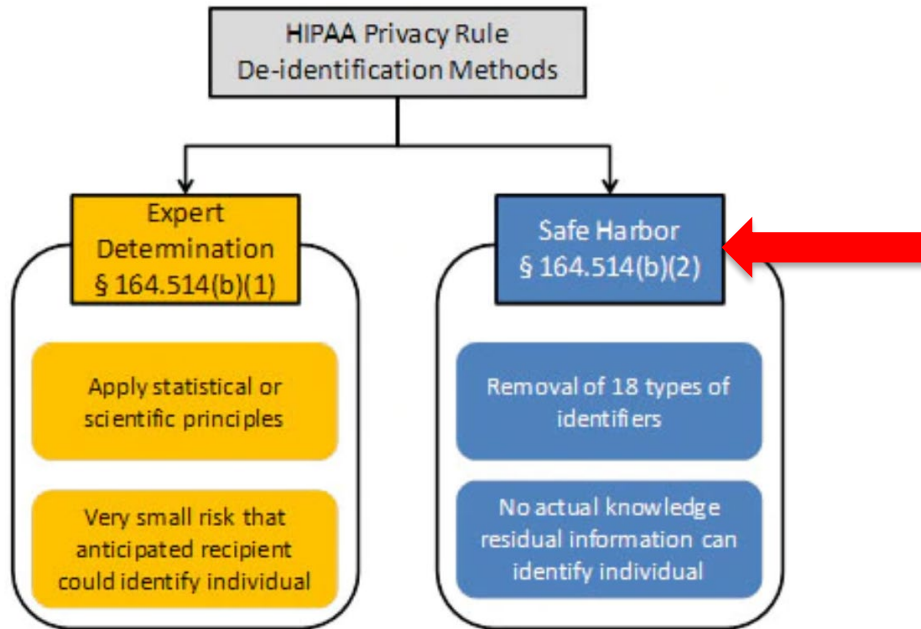 HIPAA Privacy Rule
De-identification Methods
Expert
Determination
§ 164.514(b)(1)
Apply statistical or
scientific principles
Very small risk that
anticipated recipient
could identify individual
Safe Harbor
§ 164.514(b)(2)
Removal of 18 types of
identifiers
No actual knowledge
residual information can
identify individual